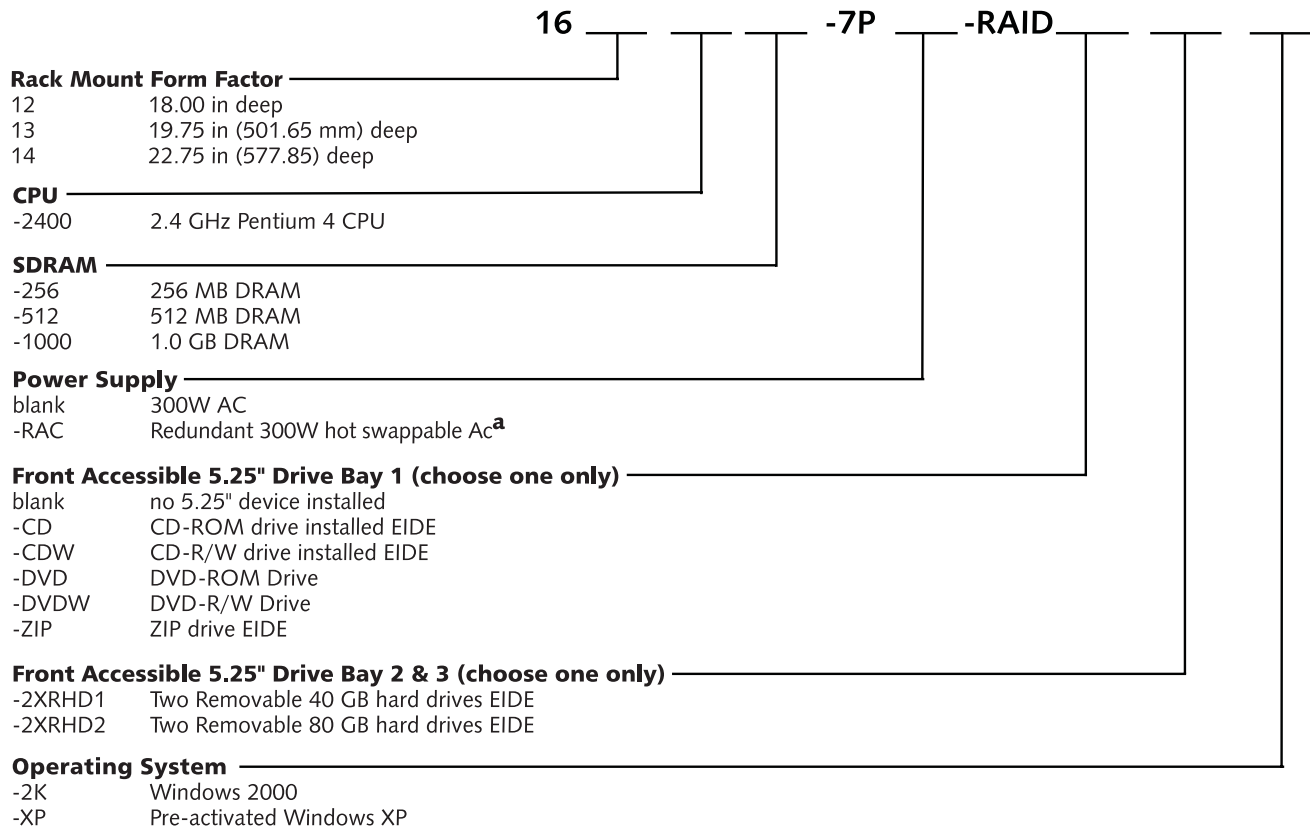 16 ___ ___ ___ -7P ___ -RAID ___ ___ ___
Rack Mount Form Factor
12 18.00 in deep
13 19.75 in (501.65 mm) deep
14 22.75 in (577.85) deep
CPU
-2400 2.4 GHz Pentium 4 CPU
SDRAM
-256 256 MB DRAM
-512 512 MB DRAM
-1000 1.0 GB DRAM
Power Supply
blank 300W AC
-RAC Redundant 300W hot swappable Ac a
Front Accessible 5.25" Drive Bay 1 (choose one only)
blank no 5.25" device installed
-CD CD-ROM drive installed EIDE
-CDW CD-R/W drive installed EIDE
-DVD DVD-ROM Drive
-DVDW DVD-R/W Drive
-ZIP ZIP drive EIDE
Front Accessible 5.25" Drive Bay 2 & 3 (choose one only)
-2XRHD1 Two Removable 40 GB hard drives EIDE
-2XRHD2 Two Removable 80 GB hard drives EIDE
Operating System
-2K Windows 2000
-XP Pre-activated Windows XP